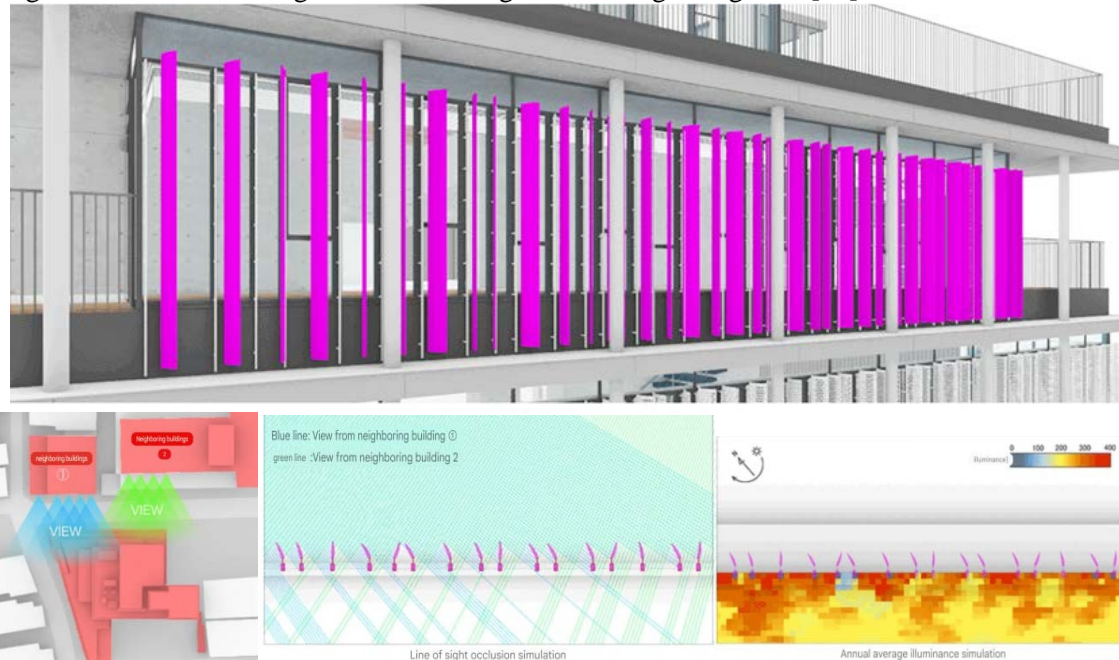 Neighboring buildings
2
neighboring buildings
①
VIEW
VIEW
Blue line: View from neighboring building ①
green line :View from neighboring building 2
Line of sight occlusion simulation
0 100 200 300 400
illuminance]
Annual average illuminance simulation